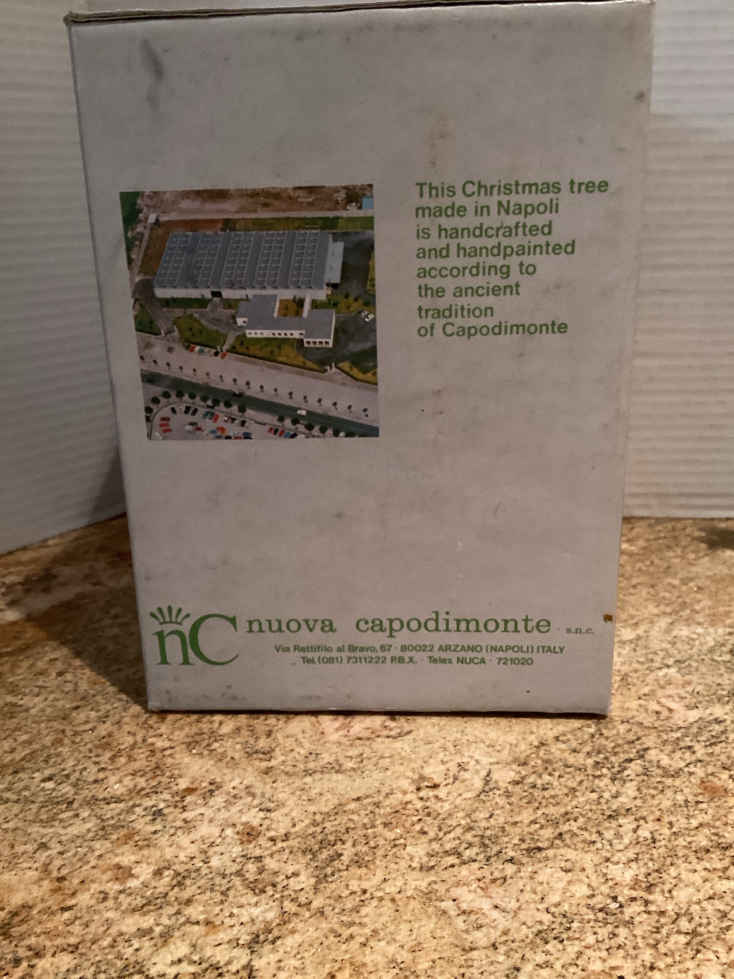 This Christmas tree
made in Napoli
is handcrafted
and handpainted
according to
the ancient
tradition
of Capodimonte
nC nuova capodimonte s.n.c.
Via Rettifilo al Bravo, 67 - 80022 ARZANO (NAPOLI) ITALY
Tel. (081) 7311222 P.B.X. - Telex NUCA - 721020